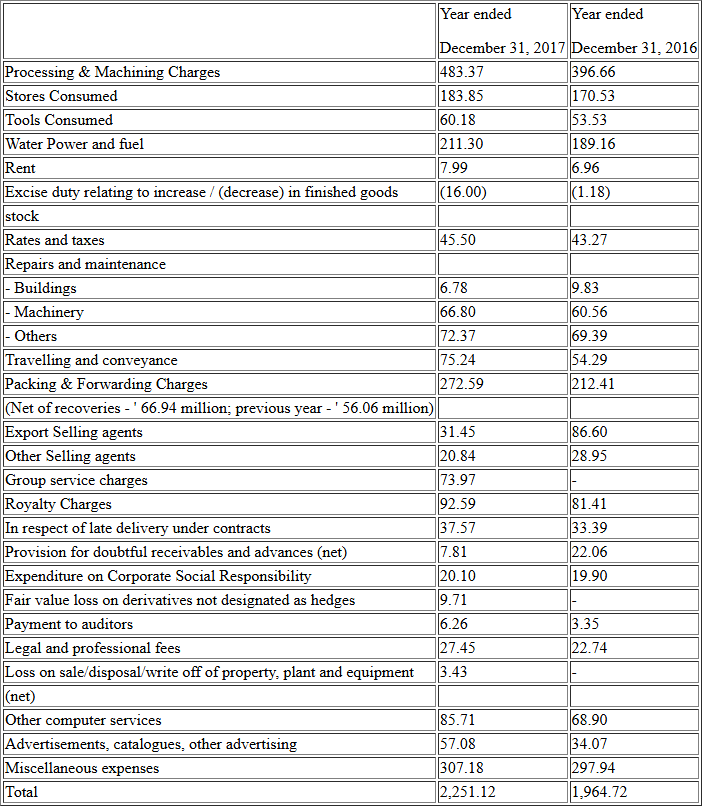 Year ended Year ended
December 31, 2017 December 31, 2016
Processing & Machining Charges 483.37 396.66
Stores Consumed 183.85 170.53
Tools Consumed 60.18 53.53
Water Power and fuel 211.30 189.16
Rent 7.99 6.96
Excise duty relating to increase / (decrease) in finished goods (16.00) (1.18)
stock
Rates and taxes 45.50 43.27
Repairs and maintenance
- Buildings 6.78 9.83
- Machinery 66.80 60.56
- Others 72.37 69.39
Travelling and conveyance 75.24 54.29
Packing & Forwarding Charges 272.59 212.41
(Net of recoveries - ' 66.94 million; previous year - ' 56.06 million)
Export Selling agents 31.45 86.60
Other Selling agents 20.84 28.95
Group service charges 73.97 -
Royalty Charges 92.59 81.41
In respect of late delivery under contracts 37.57 33.39
Provision for doubtful receivables and advances (net) 7.81 22.06
Expenditure on Corporate Social Responsibility 20.10 19.90
Fair value loss on derivatives not designated as hedges 9.71 -
Payment to auditors 6.26 3.35
Legal and professional fees 27.45 22.74
Loss on sale/disposal/write off of property, plant and equipment 3.43 -
(net)
Other computer services 85.71 68.90
Advertisements, catalogues, other advertising 57.08 34.07
Miscellaneous expenses 307.18 297.94
Total 2,251.12 1,964.72